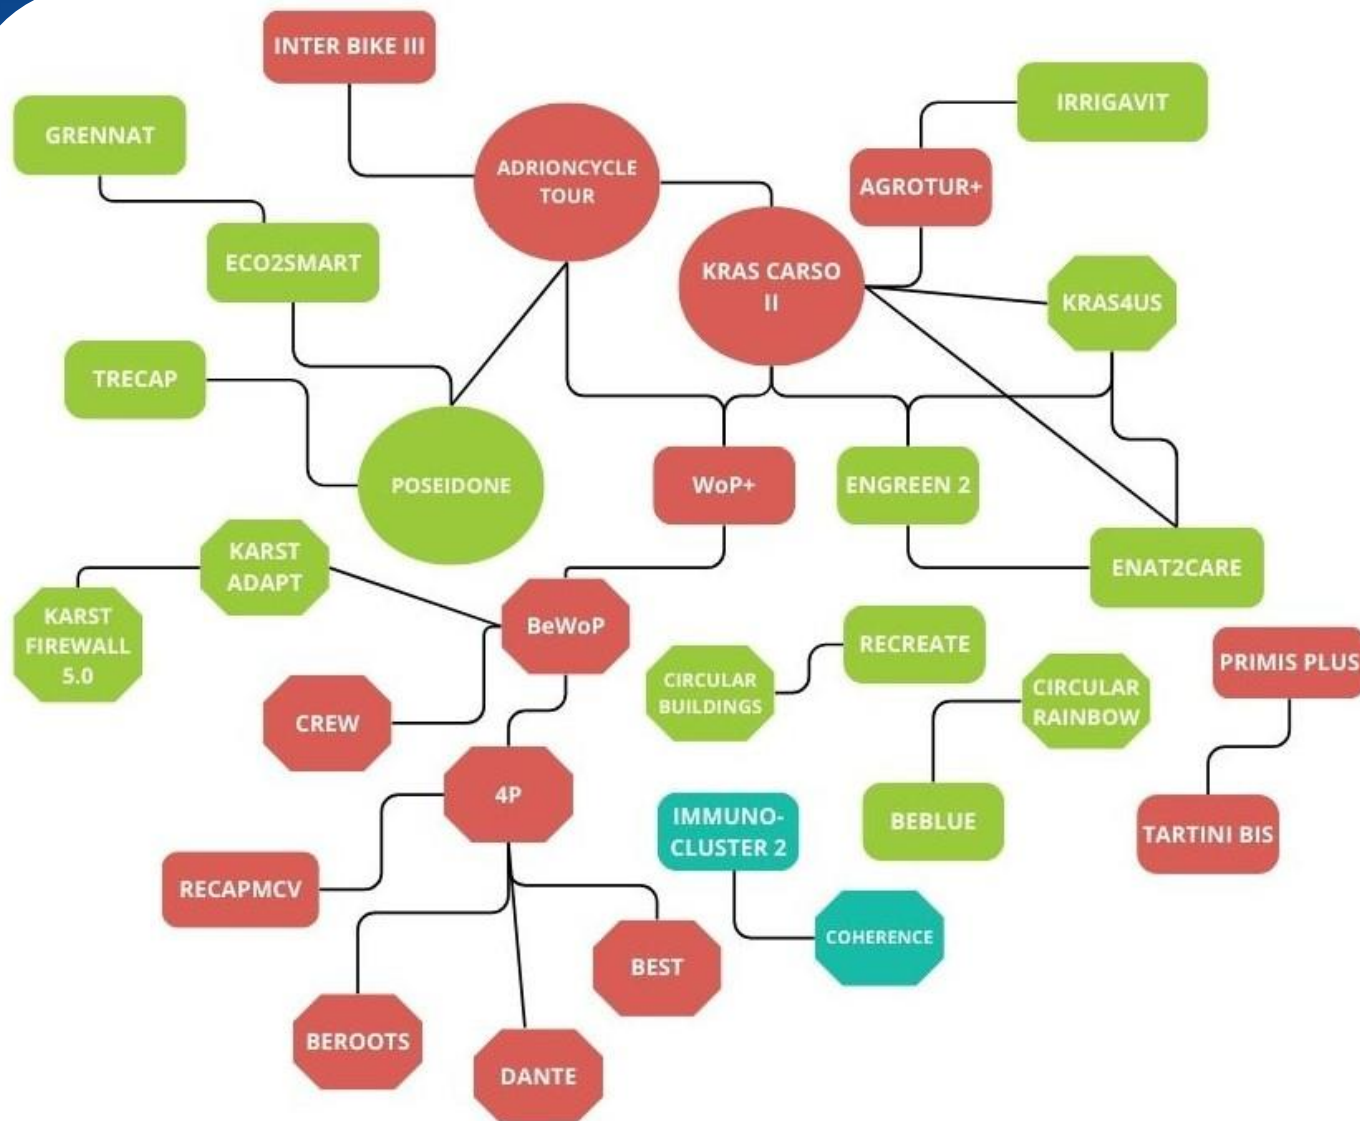 INTER BIKE III
IRRIGAVIT
GRENNAT
ADRIONCYCLE
TOUR
AGROTUR+
ECO2SMART
KRAS CARSO
II
KRAS4US
TRECAP
POSEIDONE
WoP+
ENGREEN 2
KARST
ADAPT
ENAT2CARE
KARST
FIREWALL
5.0
BeWoP
RECREATE
CIRCULAR
BUILDINGS
CIRCULAR
RAINBOW
PRIMIS PLUS
CREW
4P
IMMUNO-
CLUSTER 2
BEBLUE
TARTINI BIS
RECAPMCV
COHERENCE
BEST
BEROOTS
DANTE